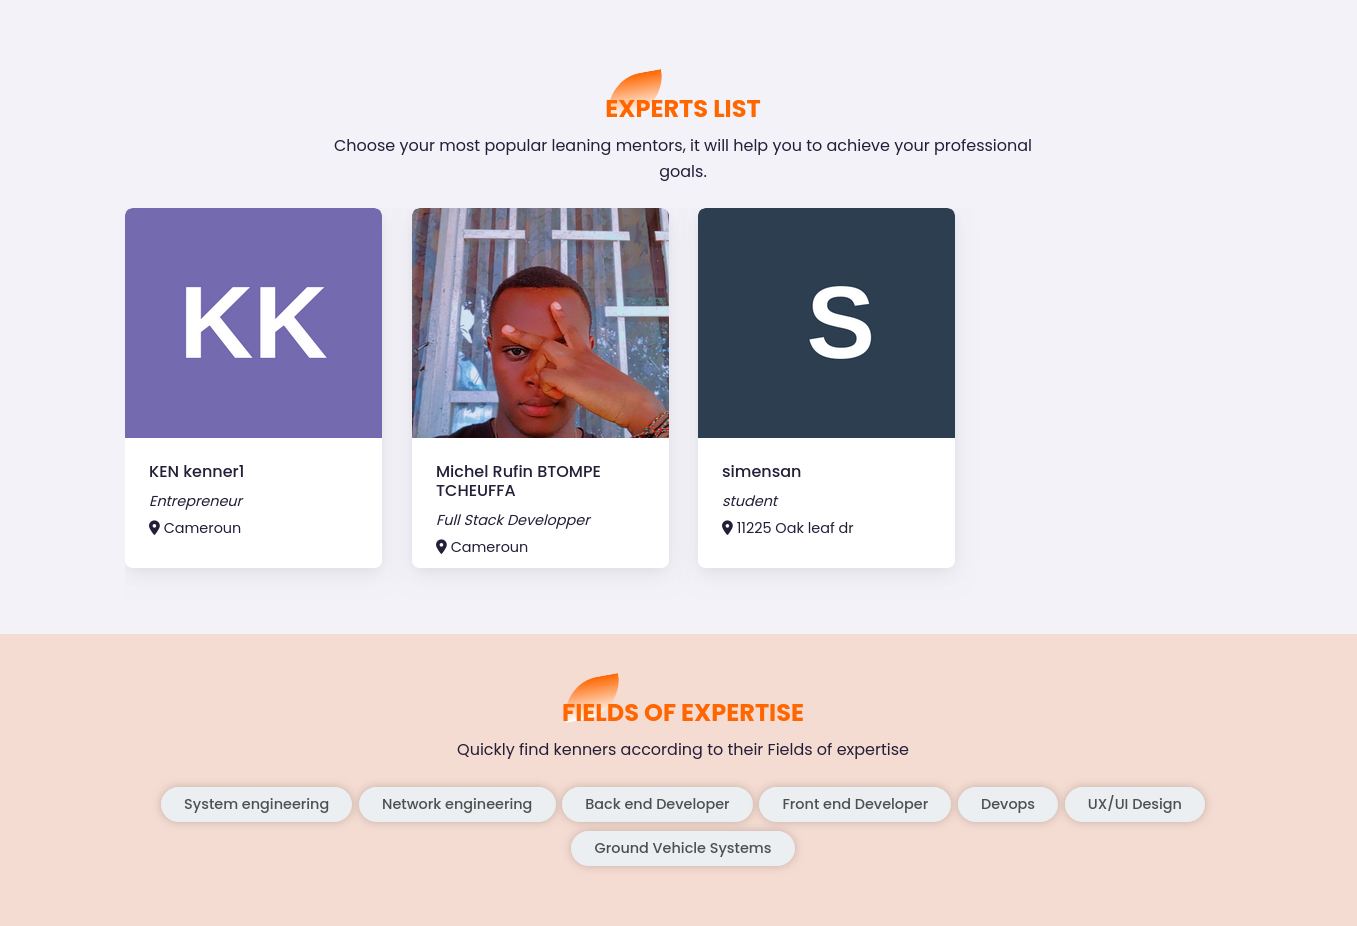 EXPERTS LIST
Choose your most popular leaning mentors, it will help you to achieve your professional
goals.
KK
S
KEN kenner1
Entrepreneur
Cameroun
Michel Rufin BTOMPE
TCHEUFFA
Full Stack Developper
Cameroun
simensan
student
11225 Oak leaf dr
FIELDS OF EXPERTISE
Quickly find kenners according to their Fields of expertise
System engineering
Network engineering
Back end Developer
Front end Developer
Devops
UX/UI Design
Ground Vehicle Systems